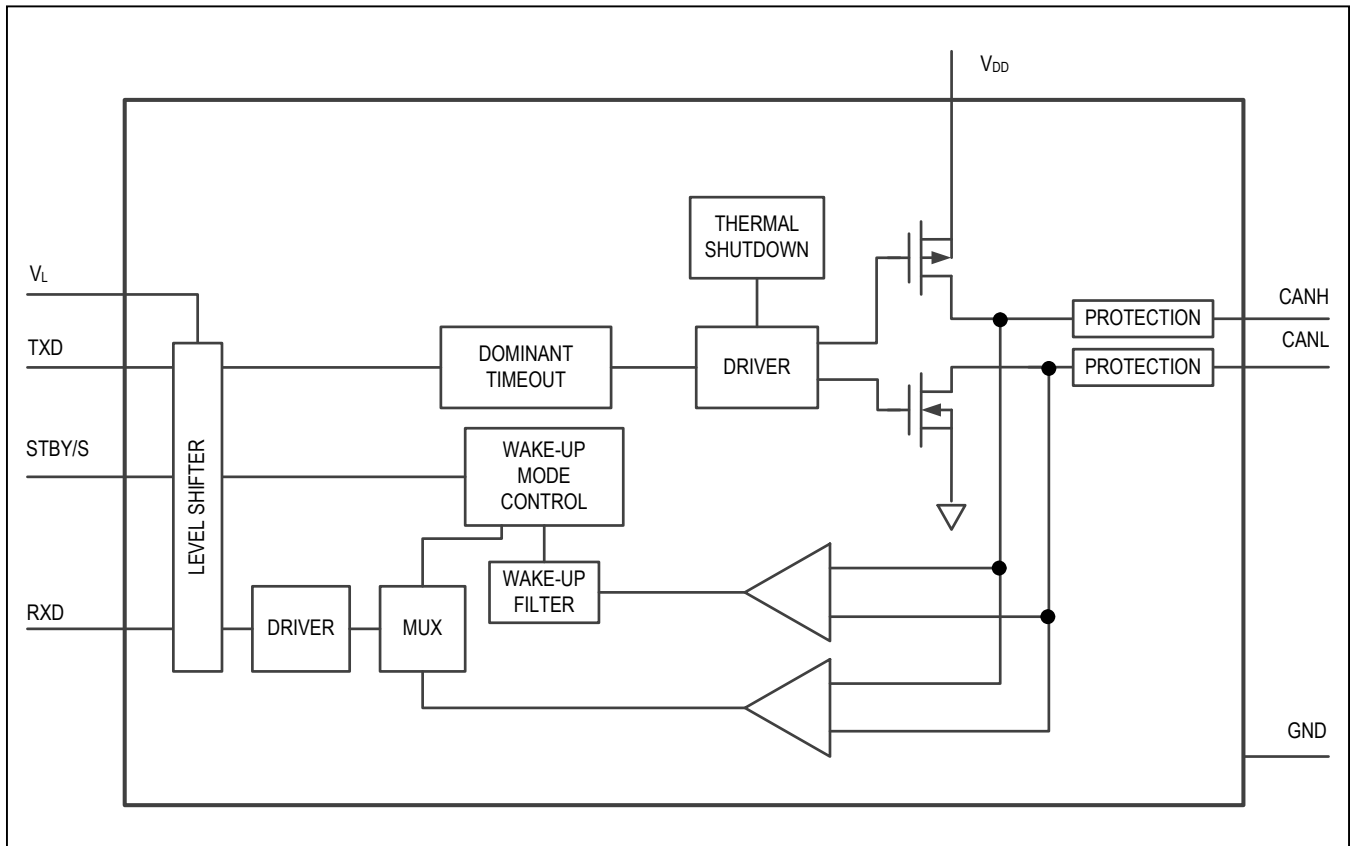 VDD
THERMAL
SHUTDOWN
VL
CANH
PROTECTION
TXD
DOMINANT
TIMEOUT
DRIVER
CANL
PROTECTION
STBY/S
LEVEL SHIFTER
WAKE-UP
MODE
CONTROL
WAKE-UP
FILTER
RXD
DRIVER
MUX
GND